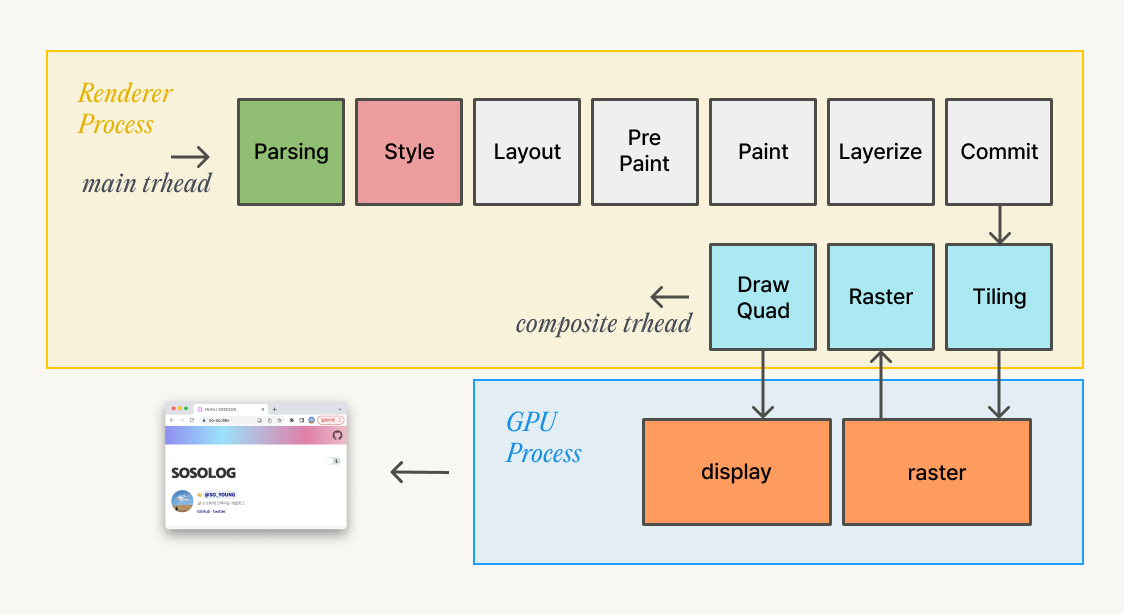 Renderer
Process
main trhead
Parsing
Style
Layout
Pre
Paint
Paint
Layerize
Commit
composite trhead
Draw
Quad
Raster
Tiling
GPU
Process
display
raster
Home | SOSOLOG
so-so.dev
SOSOLOG
@SO_YOUNG
GitHub Twitter